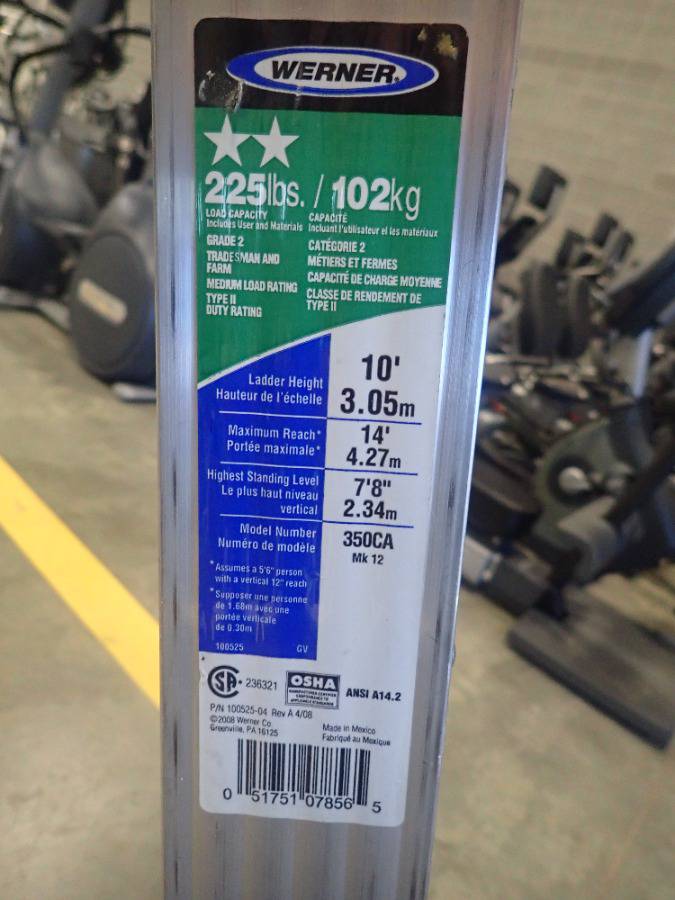 WERNER.
225lbs. / 102kg
LOAD CAPACITY
Includes User and Materials
CAPACITÉ
Incluant l'utilisateur et les matériaux
GRADE 2
TRADESMAN AND
FARM
MEDIUM LOAD RATING
TYPE II
DUTY RATING
CATÉGORIE 2
MÉTIERS ET FERMES
CAPACITÉ DE CHARGE MOYENNE
CLASSE DE RENDEMENT DE
TYPE II
Ladder Height
Hauteur de l'échelle
10'
3.05m
Maximum Reach*
Portée maximale*
14'
4.27m
Highest Standing Level
Le plus haut niveau
vertical
7'8"
2.34m
Model Number
Numéro de modèle
350CA
Mk 12
*Assumes a 5'6" person
with a vertical 12" reach
*Supposer une personne
de 1.68m avec une
portée verticale
de 0.30m
100525 GV
236321
OSHA
MANUFACTURER CERTIFIES
CONFORMANCE TO
APPLICABLE STANDARDS
ANSI A14.2
P/N 100525-04 Rev A 4/08
©2008 Werner Co.
Greenville, PA 16125
Made in Mexico
Fabriqué au Mexique
0 51751 07856 5